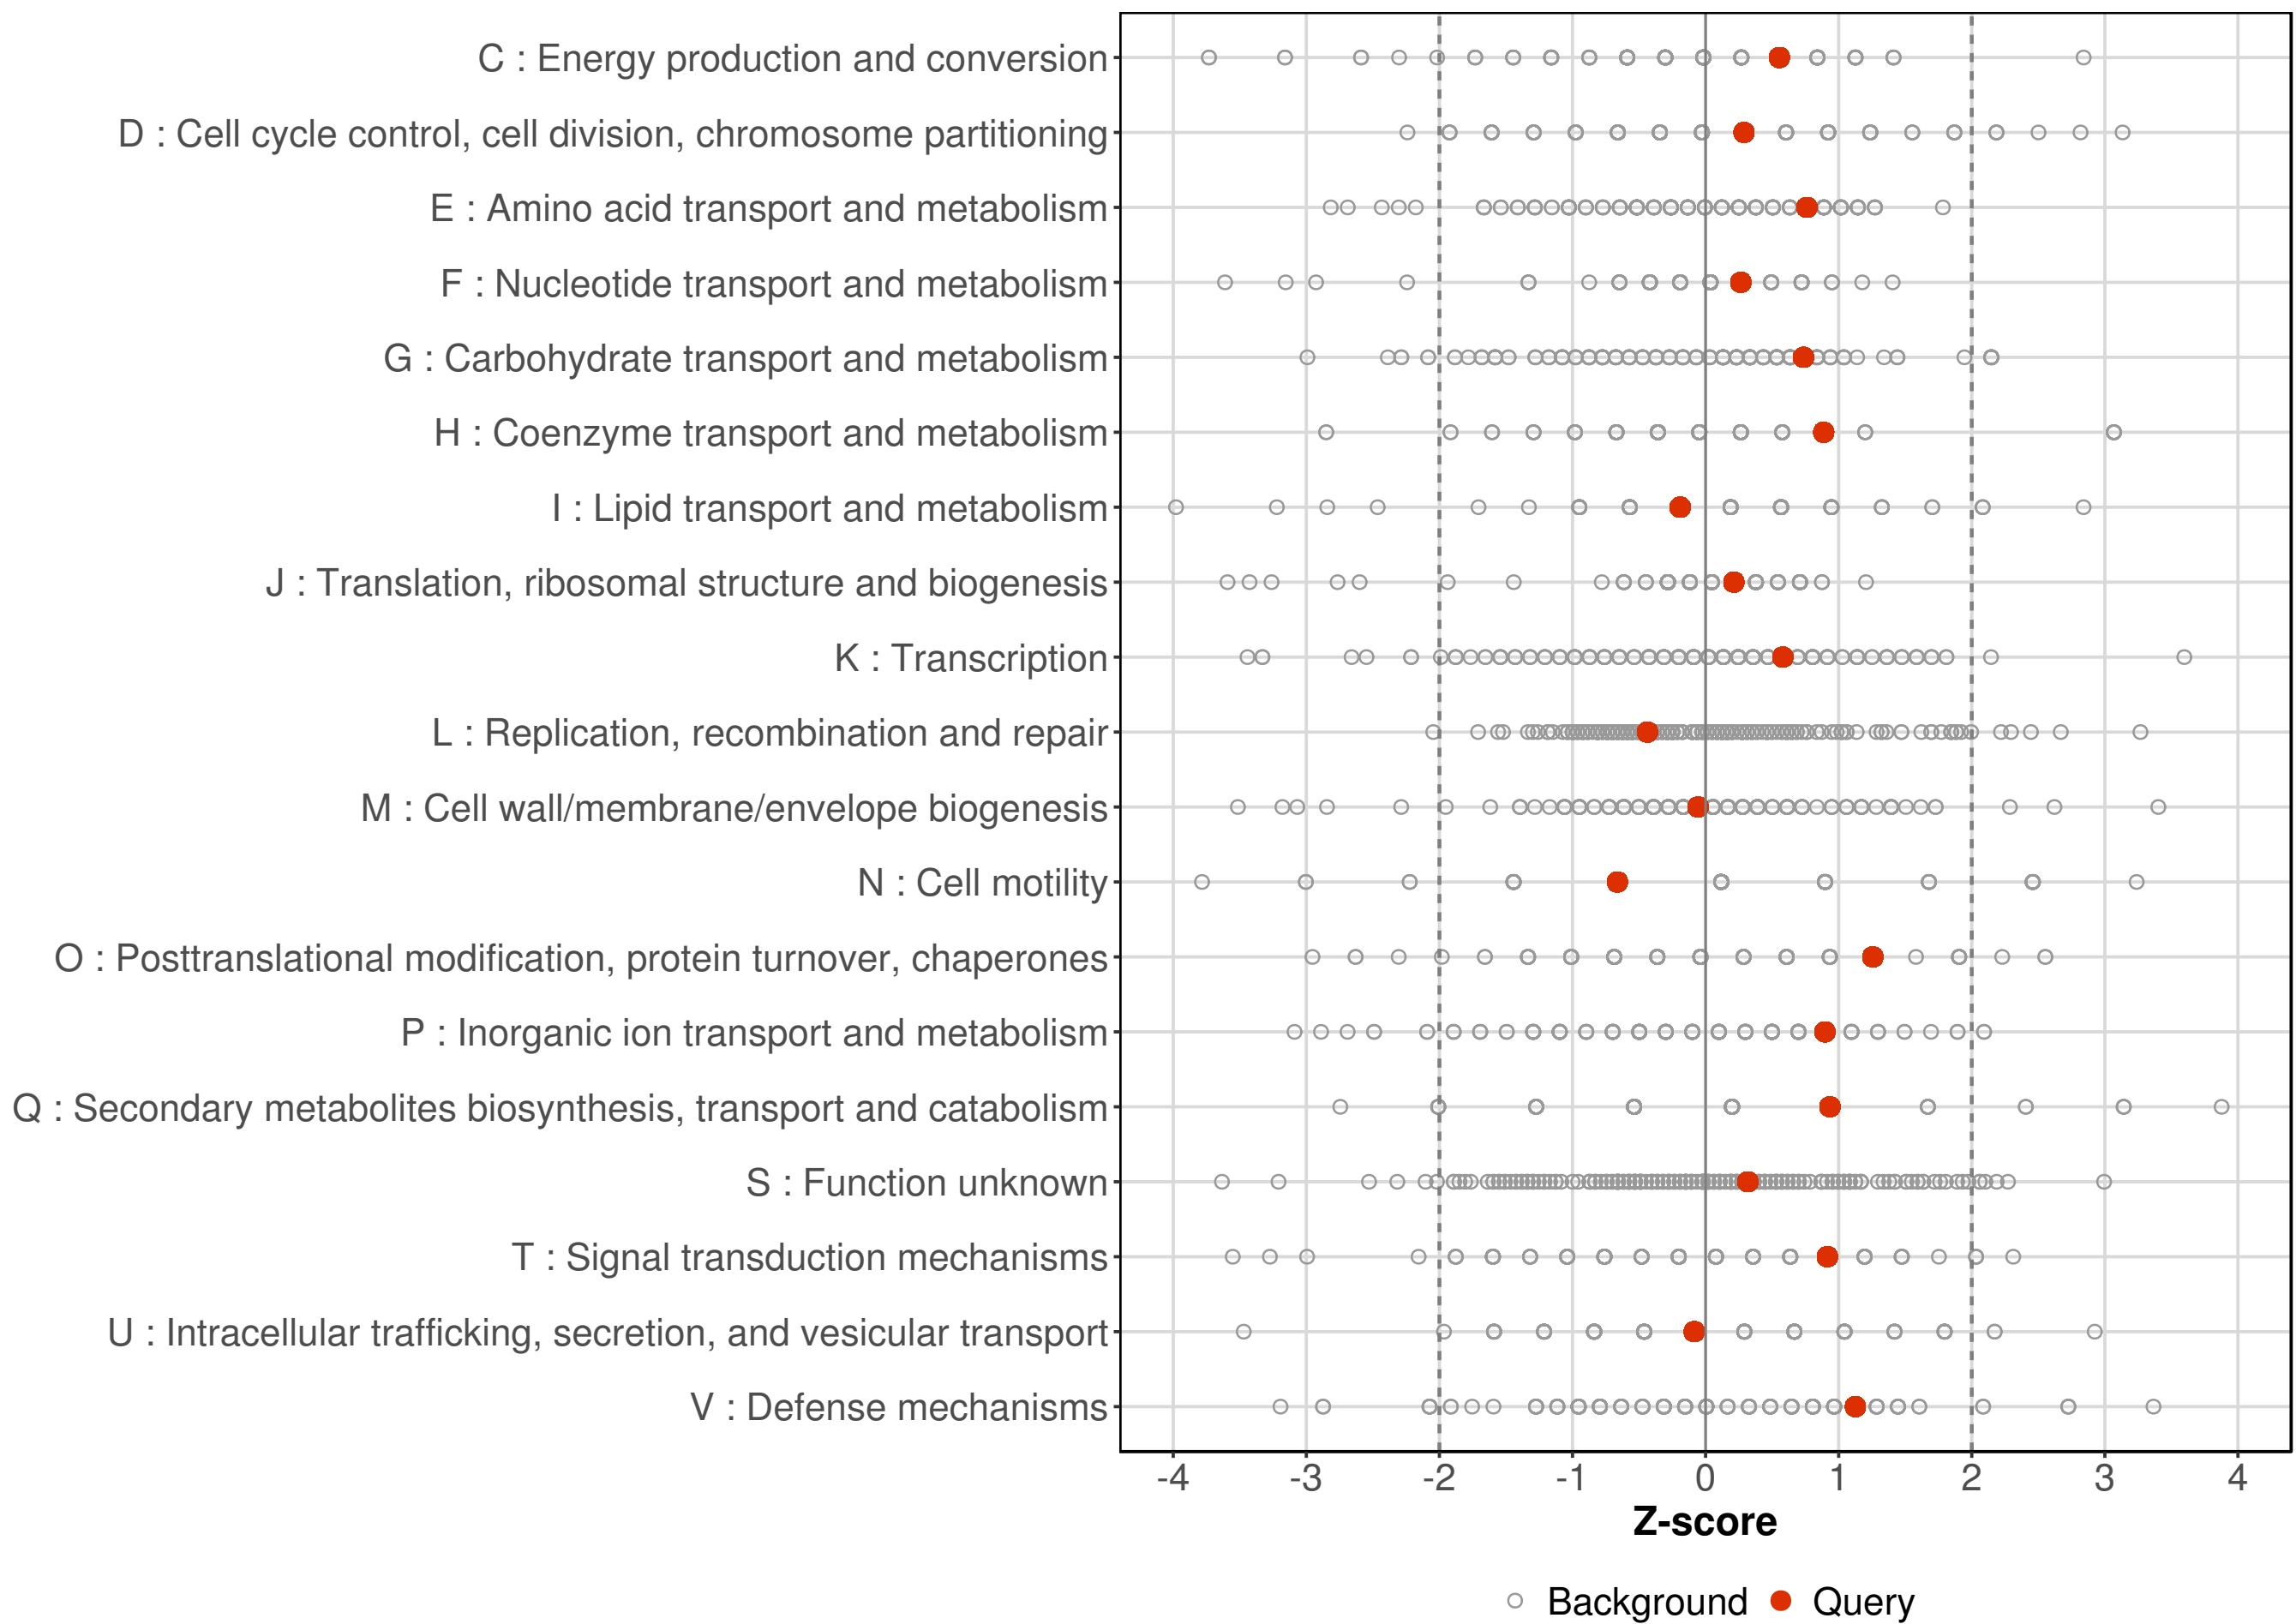 C : Energy production and conversion
D : Cell cycle control, cell division, chromosome partitioning
E : Amino acid transport and metabolism
F : Nucleotide transport and metabolism
G : Carbohydrate transport and metabolism
H : Coenzyme transport and metabolism
I : Lipid transport and metabolism
J : Translation, ribosomal structure and biogenesis
K : Transcription
L : Replication, recombination and repair
M : Cell wall/membrane/envelope biogenesis
N : Cell motility
O : Posttranslational modification, protein turnover, chaperones
P : Inorganic ion transport and metabolism
Q : Secondary metabolites biosynthesis, transport and catabolism
S : Function unknown
T : Signal transduction mechanisms
U : Intracellular trafficking, secretion, and vesicular transport
V : Defense mechanisms
-4 -3 -2 -1 0 1 2 3 4
Z-score
Background Query